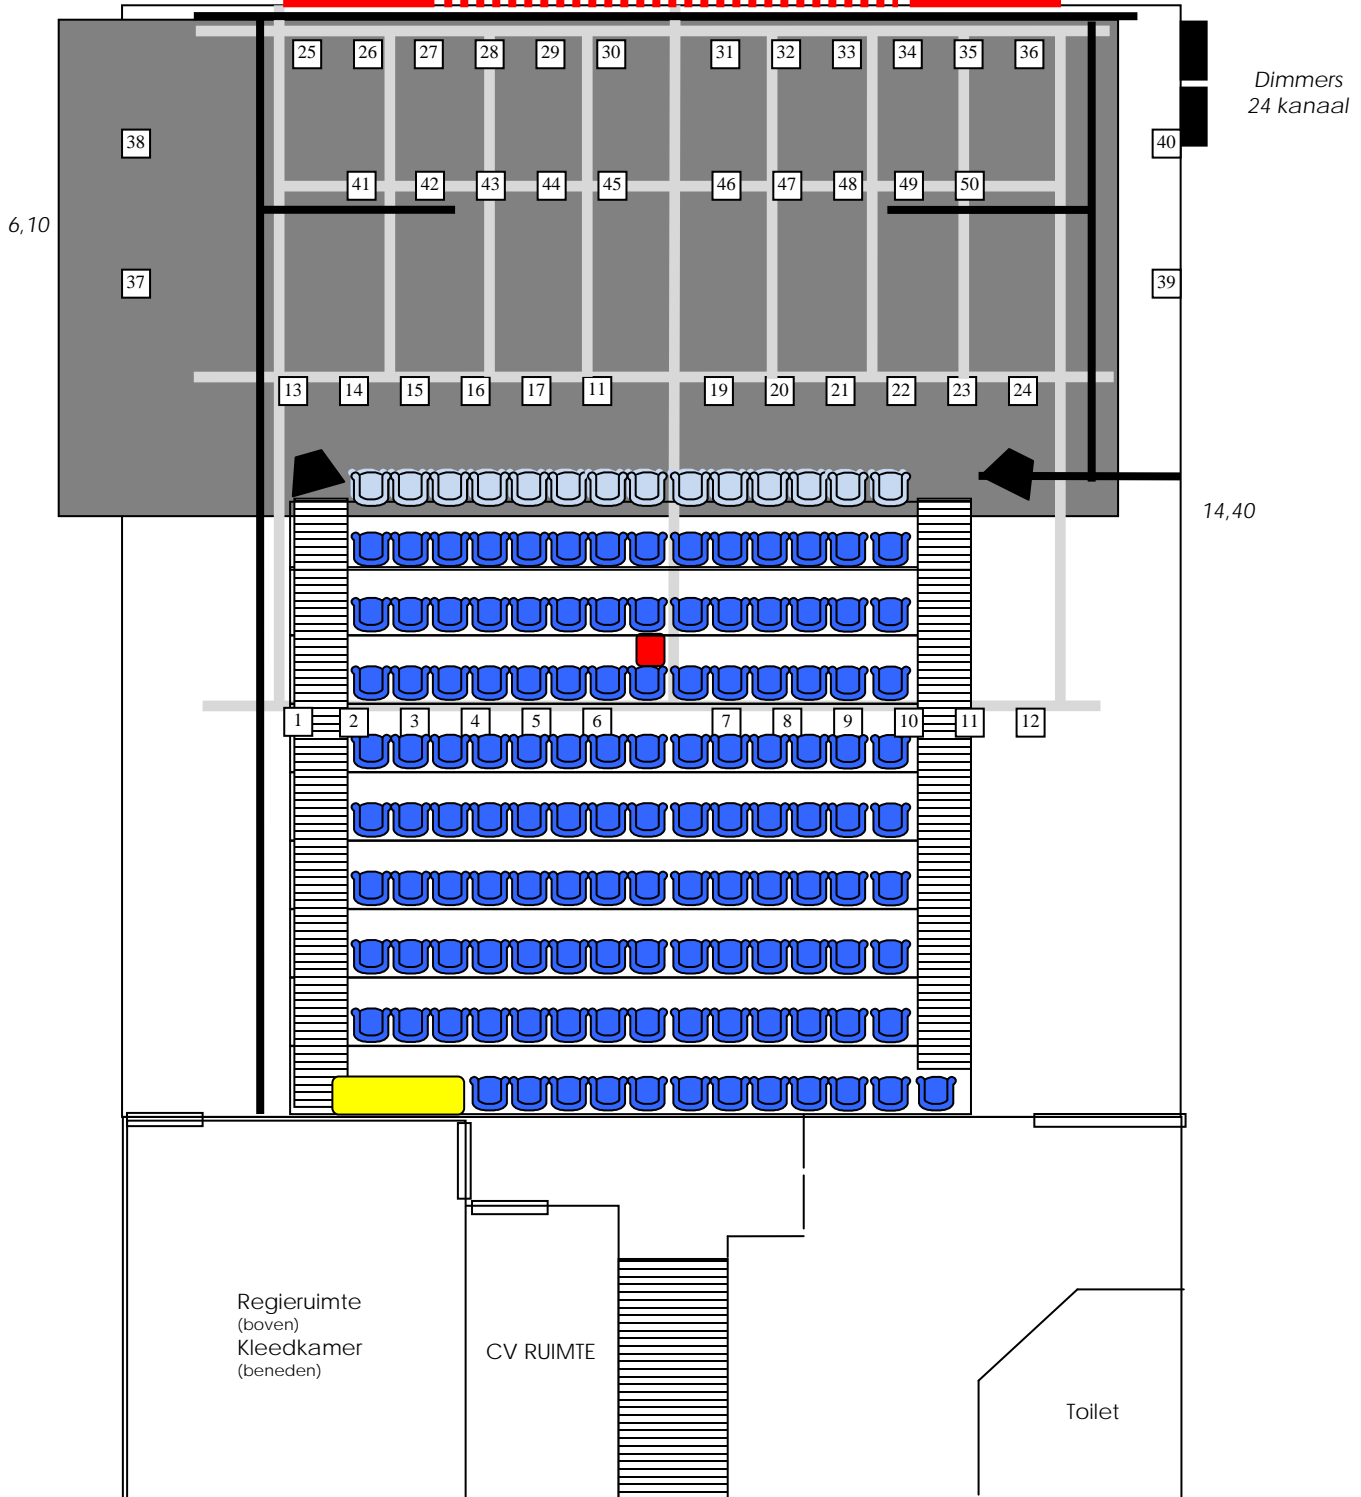 25 26 27 28 29 30 31 32 33 34 35 36
Dimmers
24 kanaal
38 40
41 42 43 44 45 46 47 48 49 50
6,10
37 39
13 14 15 16 17 11 19 20 21 22 23 24
14,40
1 2 3 4 5 6 7 8 9 10 11 12
Regieruimte
(boven)
Kleedkamer
(beneden)
CV RUIMTE
Toilet